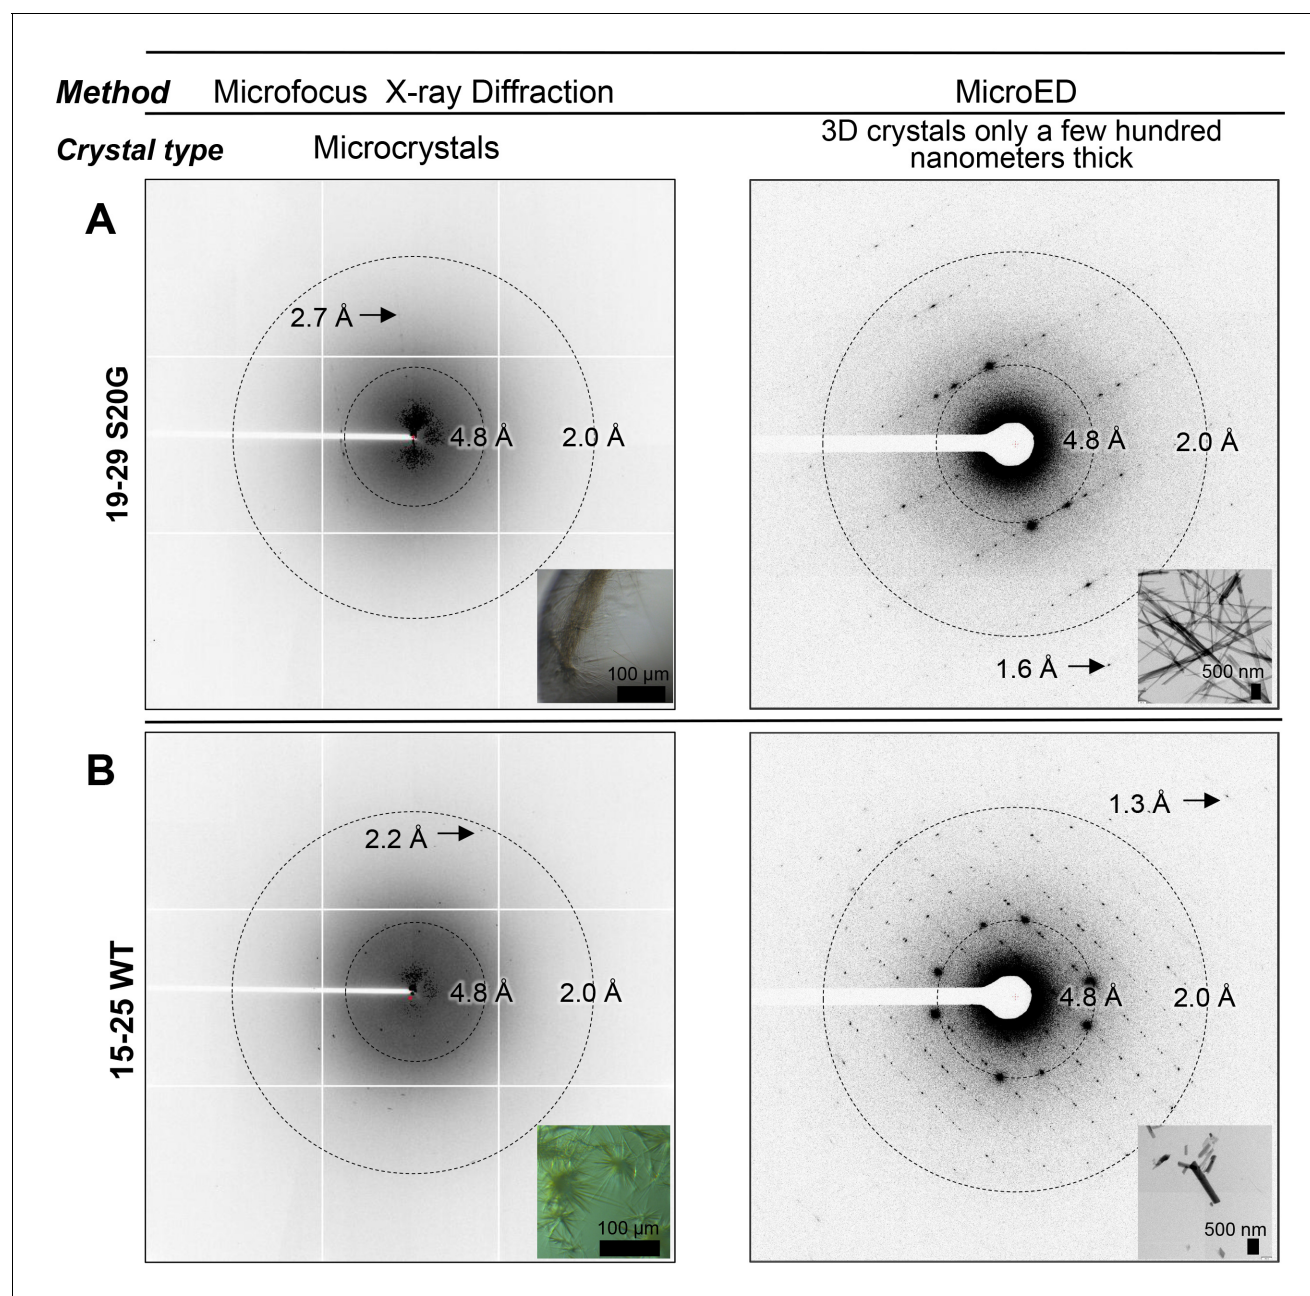 Method Microfocus X-ray Diffraction MicroED
Crystal type Microcrystals 3D crystals only a few hundred
nanometers thick
A
19-29 S20G
2.7 Å
4.8 Å 2.0 Å
100 µm
4.8 Å 2.0 Å
1.6 Å
500 nm
B
15-25 WT
2.2 Å
4.8 Å 2.0 Å
100 µm
1.3 Å
4.8 Å 2.0 Å
500 nm